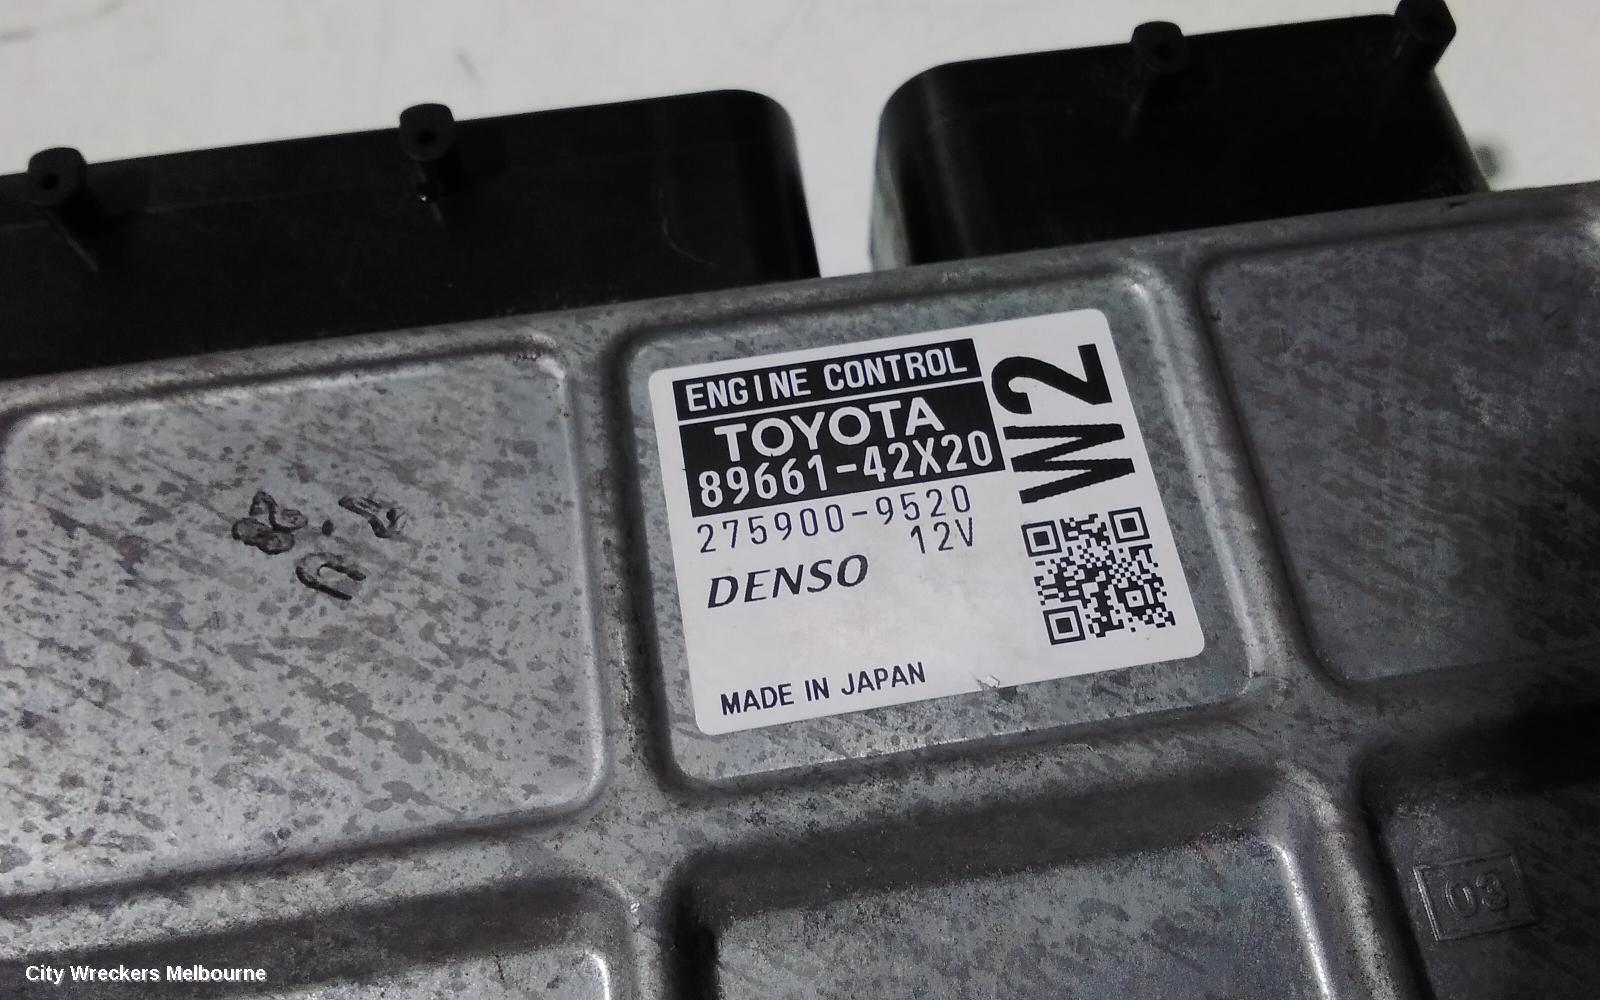 ENGINE CONTROL
TOYOTA
89661-42X20
W2
275900-9520
12V
DENSO
MADE IN JAPAN
03
City Wreckers Melbourne